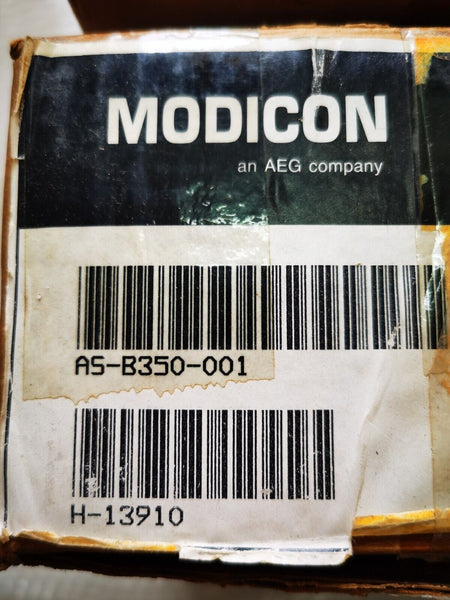 MODICON
an AEG company
AS-B350-001
H-13910